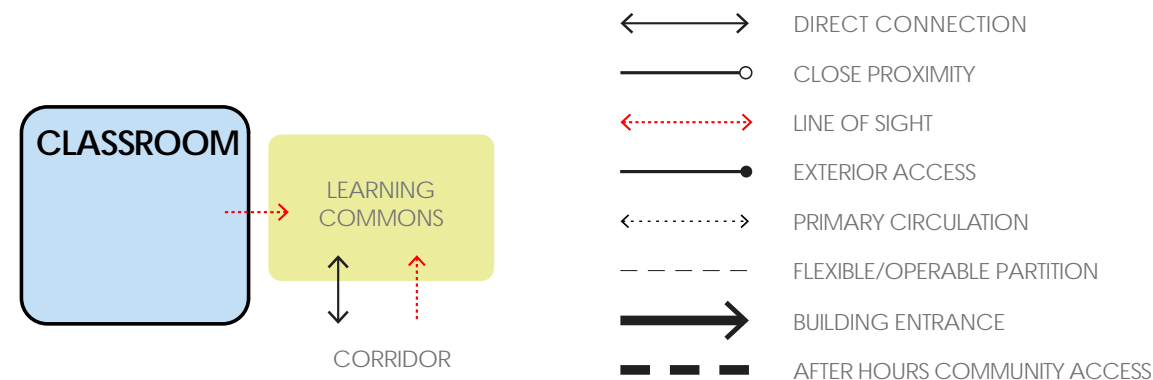 CLASSROOM
LEARNING
COMMONS
CORRIDOR
DIRECT CONNECTION
CLOSE PROXIMITY
LINE OF SIGHT
EXTERIOR ACCESS
PRIMARY CIRCULATION
FLEXIBLE/OPERABLE PARTITION
BUILDING ENTRANCE
AFTER HOURS COMMUNITY ACCESS